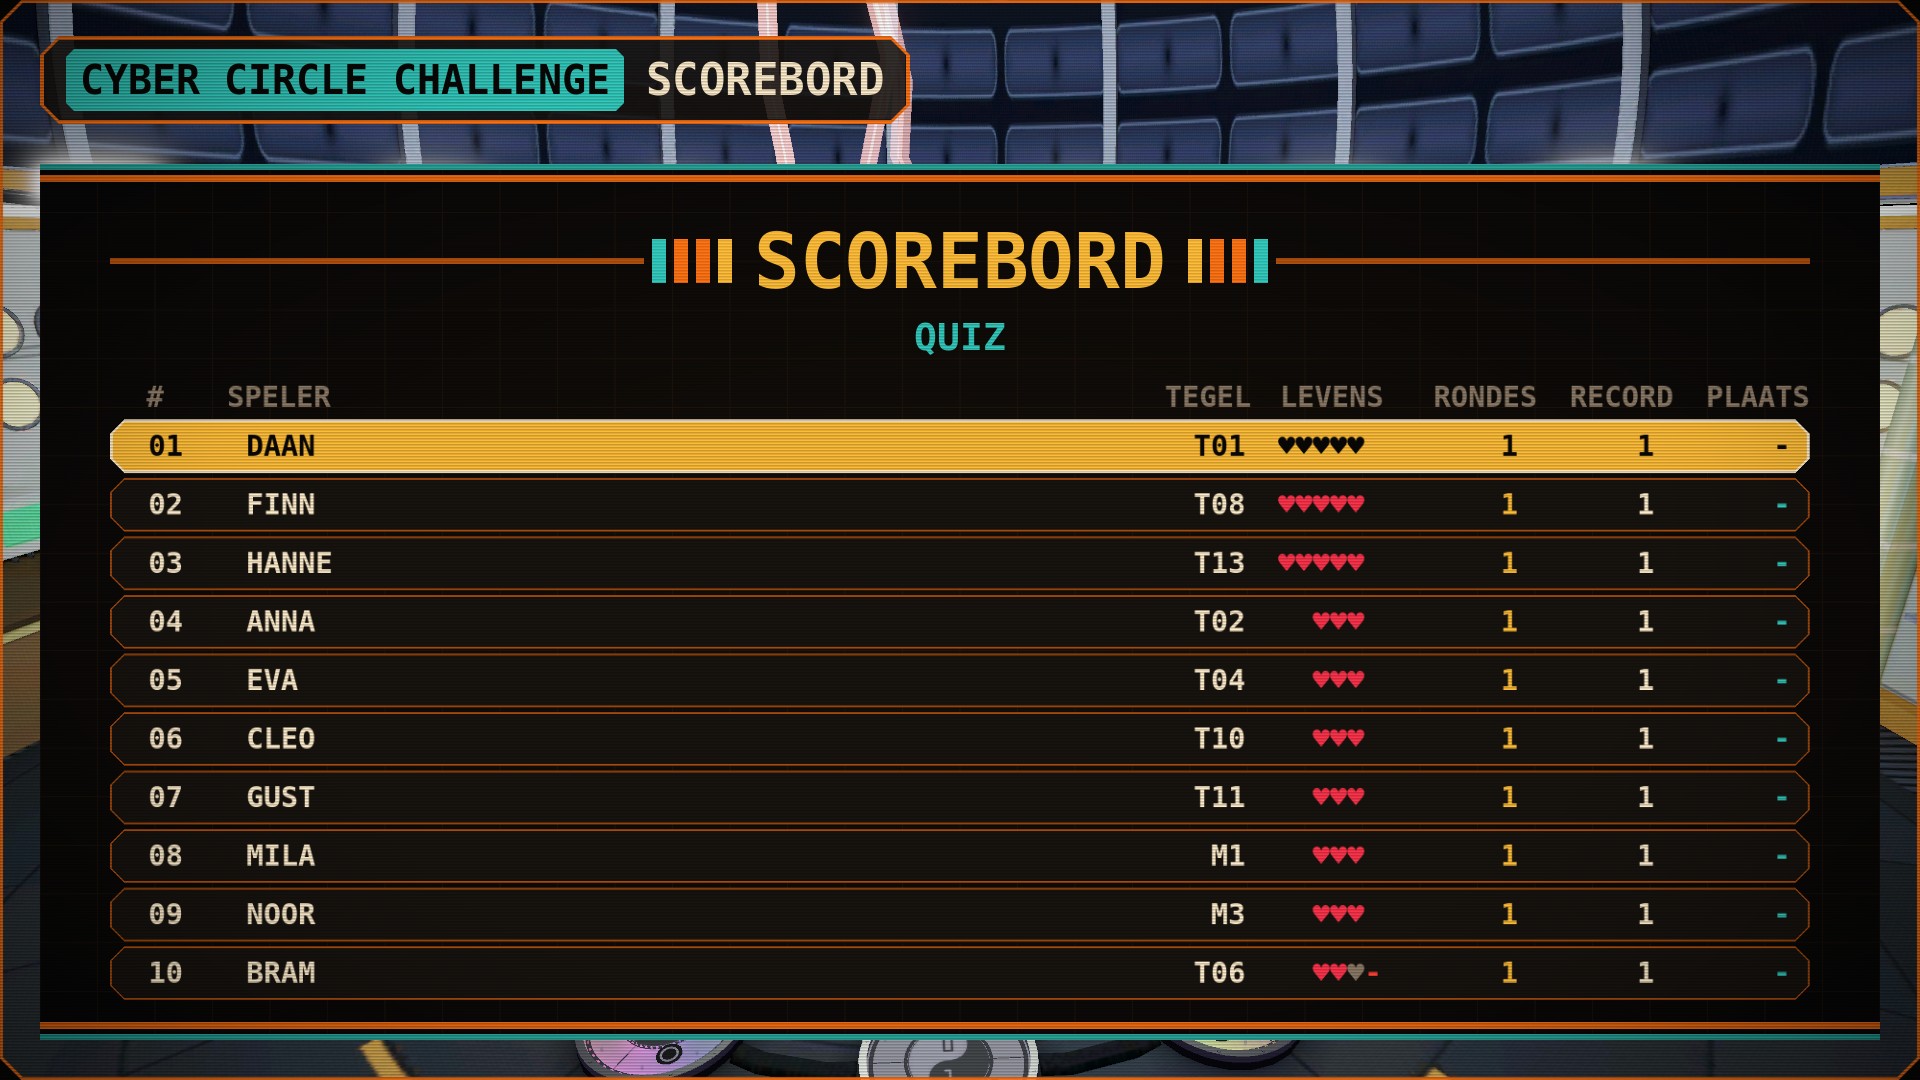 CYBER CIRCLE CHALLENGE SCOREBORD
SCOREBORD
QUIZ
# SPELER TEGEL LEVENS RONDES RECORD PLAATS
01 DAAN T01 ♥♥♥♥♥ 1 1 -
02 FINN T08 ♥♥♥♥♥ 1 1 -
03 HANNE T13 ♥♥♥♥♥ 1 1 -
04 ANNA T02 ♥♥♥ 1 1 -
05 EVA T04 ♥♥♥ 1 1 -
06 CLEO T10 ♥♥♥ 1 1 -
07 GUST T11 ♥♥♥ 1 1 -
08 MILA M1 ♥♥♥ 1 1 -
09 NOOR M3 ♥♥♥ 1 1 -
10 BRAM T06 ♥♥♥- 1 1 -